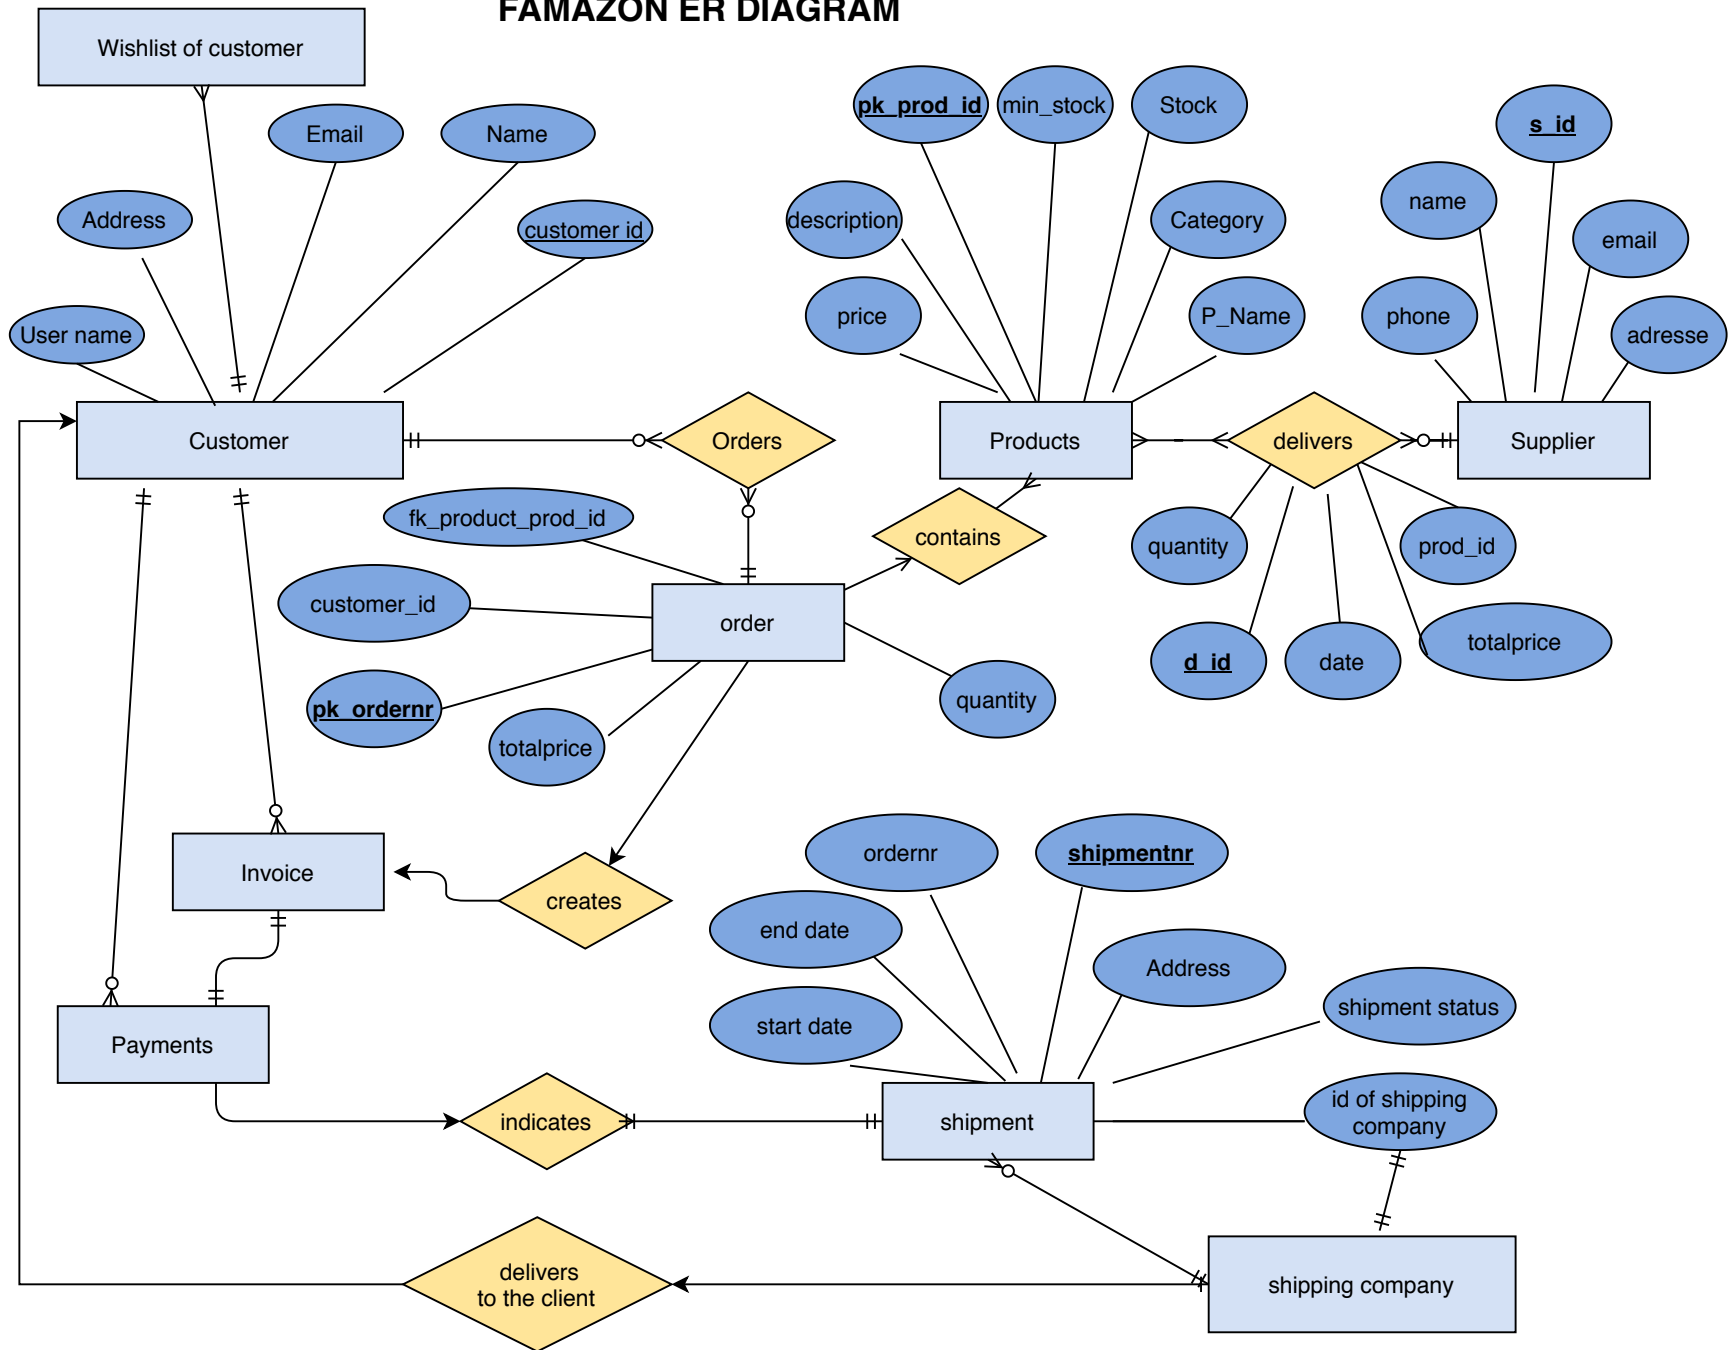 FAMAZON ER DIAGRAM
Wishlist of customer
Email
Name
Address
customer id
User name
Customer
Orders
pk_prod_id
min_stock
Stock
description
Category
price
P_Name
Products
s_id
name
email
phone
adresse
delivers
Supplier
fk_product_prod_id
contains
quantity
prod_id
customer_id
order
d_id
date
totalprice
pk_ordernr
totalprice
quantity
Invoice
creates
ordernr
shipmentnr
end date
Address
start date
shipment status
Payments
indicates
shipment
id of shipping
company
delivers
to the client
shipping company